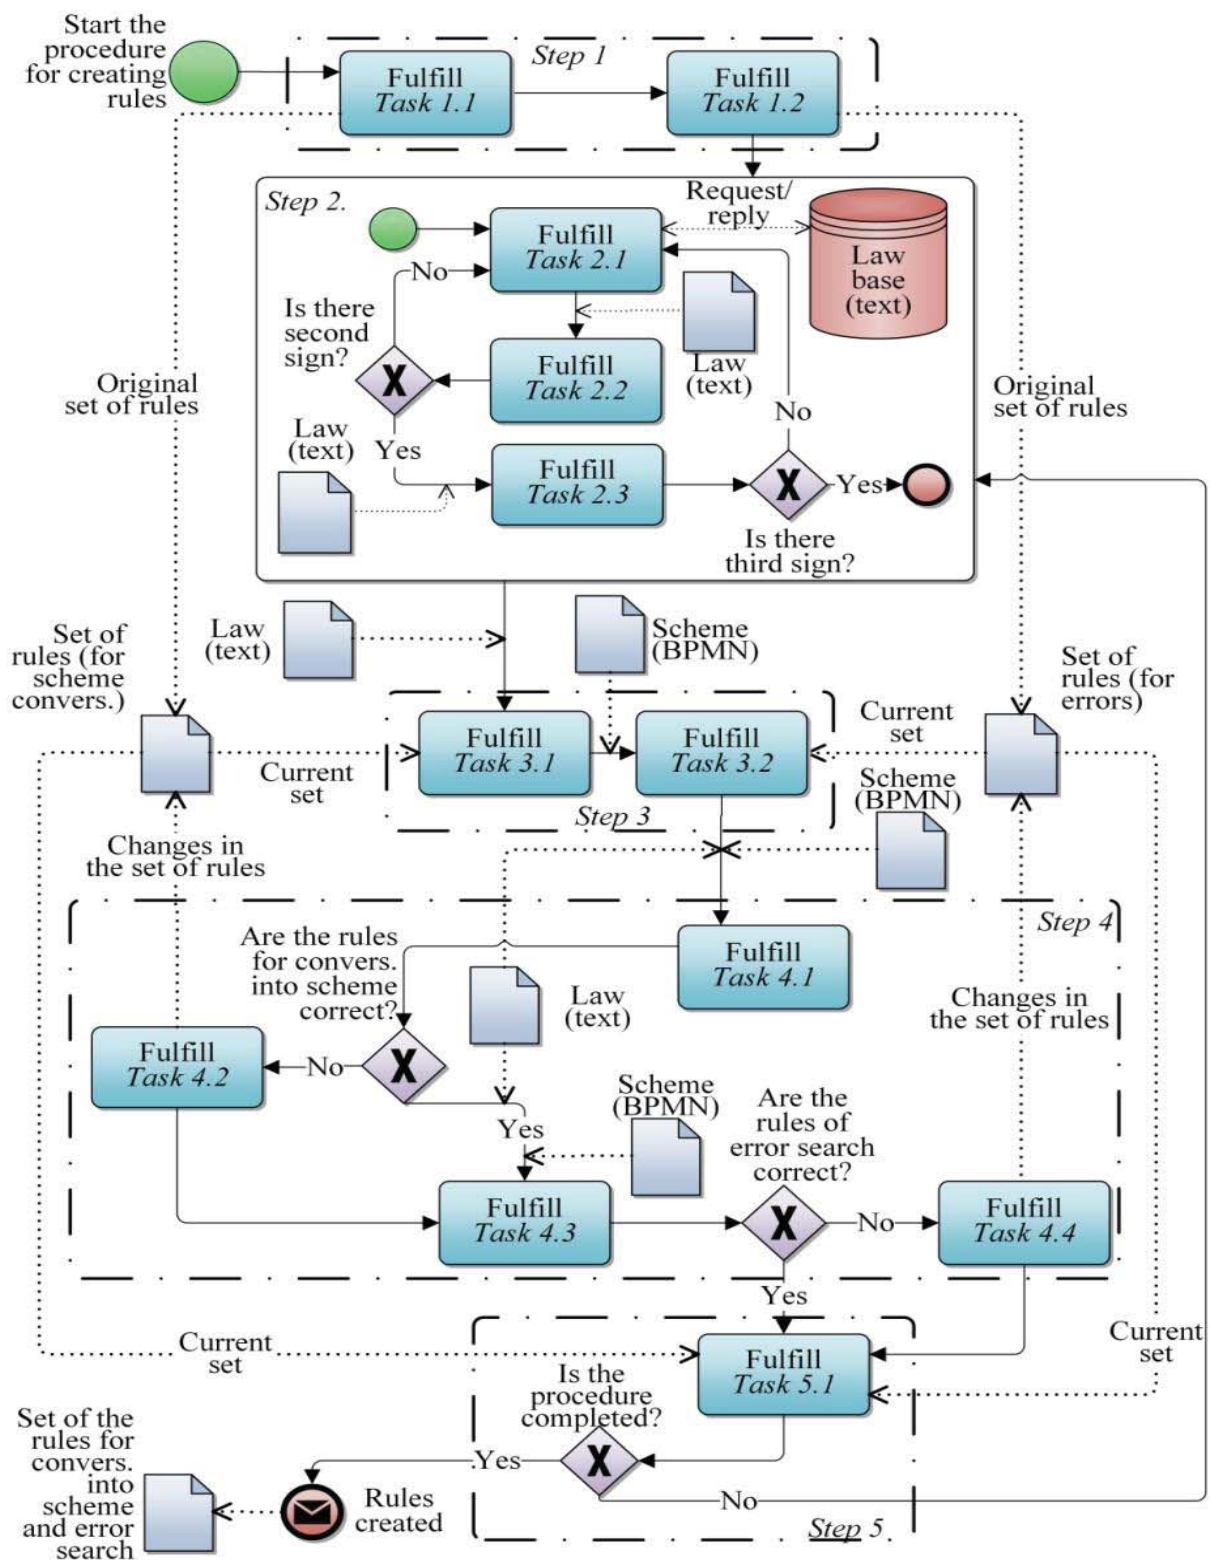 Start the
procedure
for creating
rules
Step 1
Fulfill
Task 1.1
Fulfill
Task 1.2
Step 2.
Request/
reply
Fulfill
Task 2.1
Law
base
(text)
No
Is there
second
sign?
Fulfill
Task 2.2
Law
(text)
Original
set of rules
Original
set of rules
No
Law
(text)
Yes
Fulfill
Task 2.3
Yes
Is there
third sign?
Law
(text)
Scheme
(BPMN)
Set of
rules (for
scheme
convers.)
Set of
rules (for
errors)
Current
set
Fulfill
Task 3.1
Fulfill
Task 3.2
Current
set
Step 3
Scheme
(BPMN)
Changes in
the set of rules
Step 4
Are the rules
for convers.
into scheme
correct?
Fulfill
Task 4.1
Law
(text)
Changes in
the set of rules
Fulfill
Task 4.2
No
Yes
Scheme
(BPMN)
Are the
rules of
error search
correct?
Fulfill
Task 4.3
No
Fulfill
Task 4.4
Yes
Current
set
Current
set
Fulfill
Task 5.1
Is the
procedure
completed?
Yes
No
Step 5
Set of the
rules for
convers.
into
scheme
and error
search
Rules
created